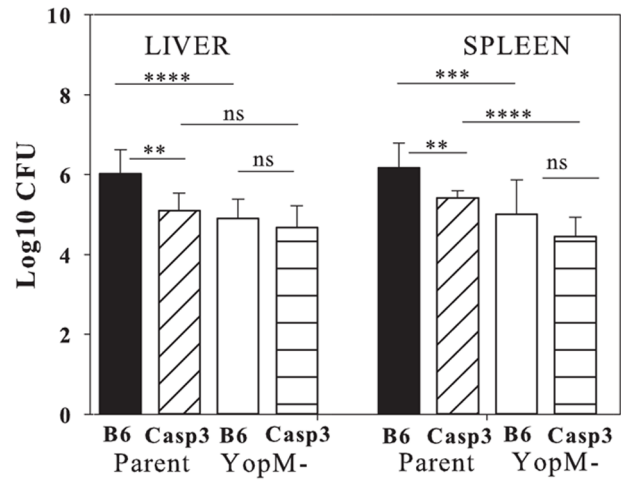 10
LIVER SPLEEN
**** ***
8
ns ****
** ns ** ns
6
Log10 CFU
4
2
0
B6 Casp3 B6 Casp3 B6 Casp3 B6 Casp3
Parent YopM- Parent YopM-